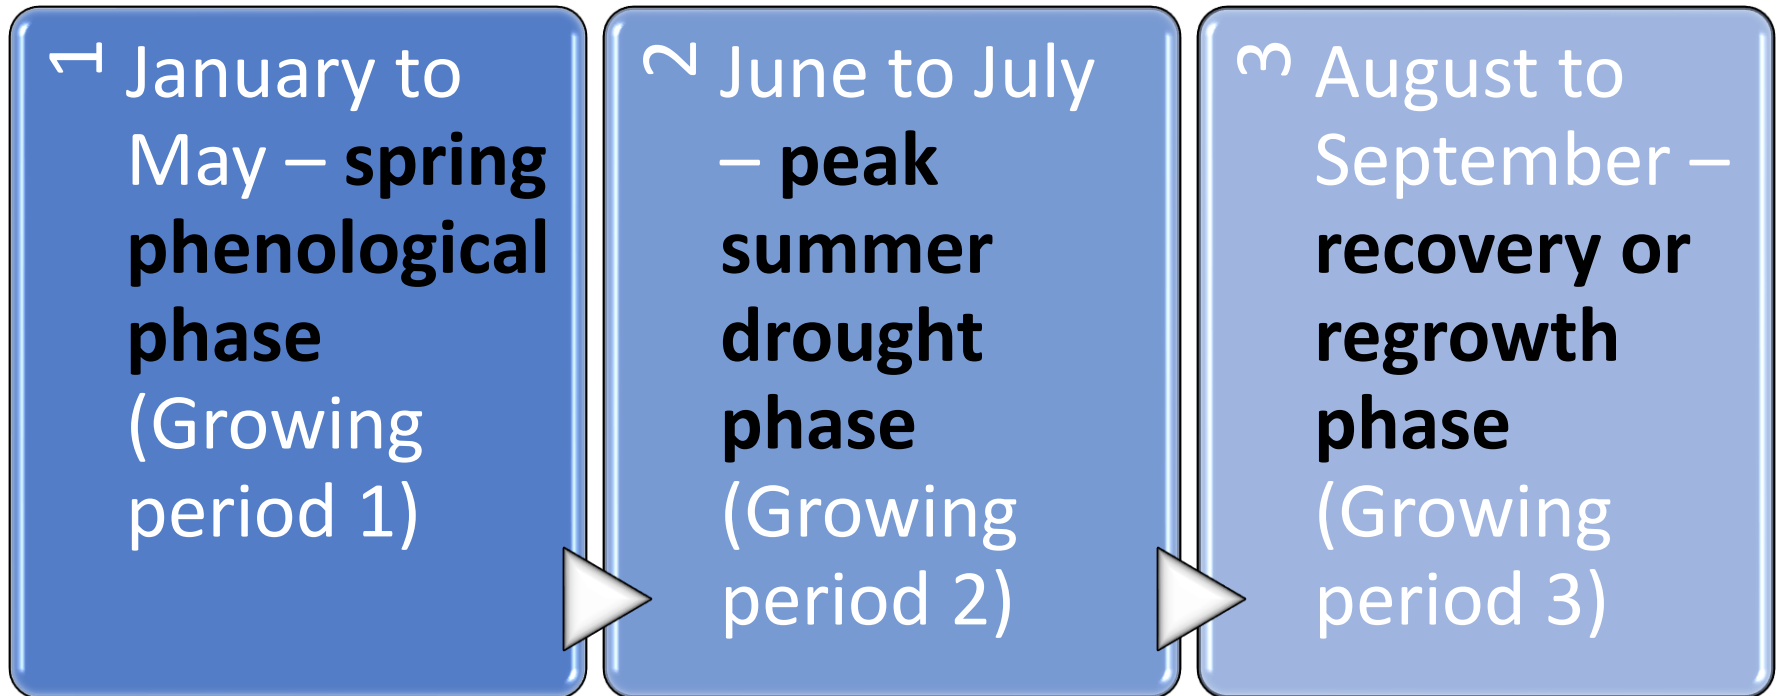 1
January to
May – spring
phenological
phase
(Growing
period 1)
2
June to July
– peak
summer
drought
phase
(Growing
period 2)
3
August to
September –
recovery or
regrowth
phase
(Growing
period 3)